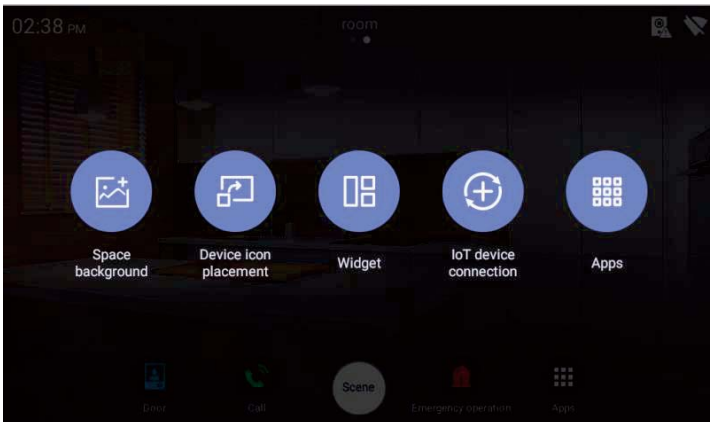 02:38 PM
room
Space
background
Device icon
placement
Widget
IoT device
connection
Apps
Door
Call
Scene
Emergency operation
Apps